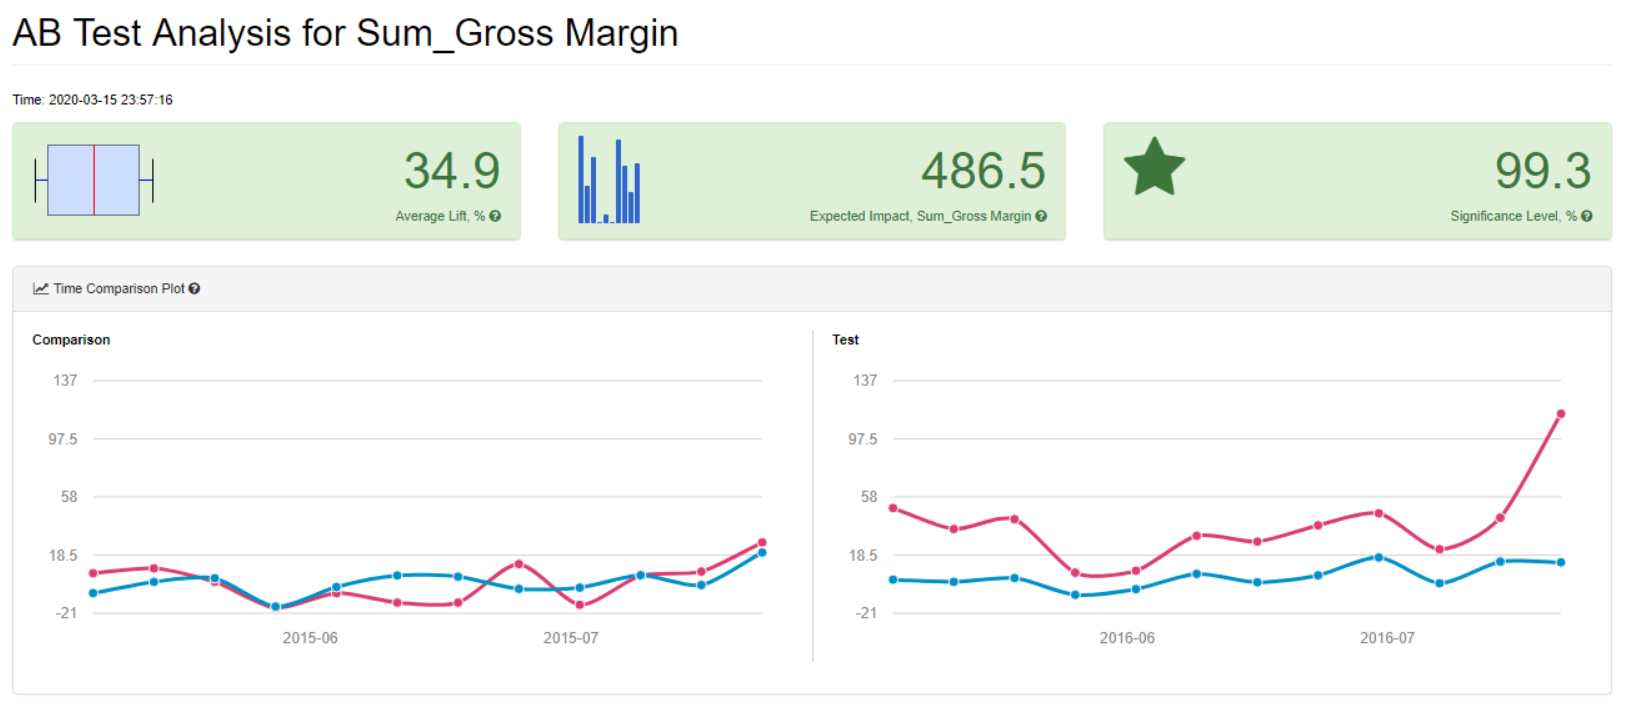 AB Test Analysis for Sum_Gross Margin
Time: 2020-03-15 23:57:16
34.9
Average Lift, %
486.5
Expected Impact, Sum_Gross Margin
99.3
Significance Level, %
Time Comparison Plot
Comparison
137
97.5
58
18.5
-21
2015-06 2015-07
Test
137
97.5
58
18.5
-21
2016-06 2016-07